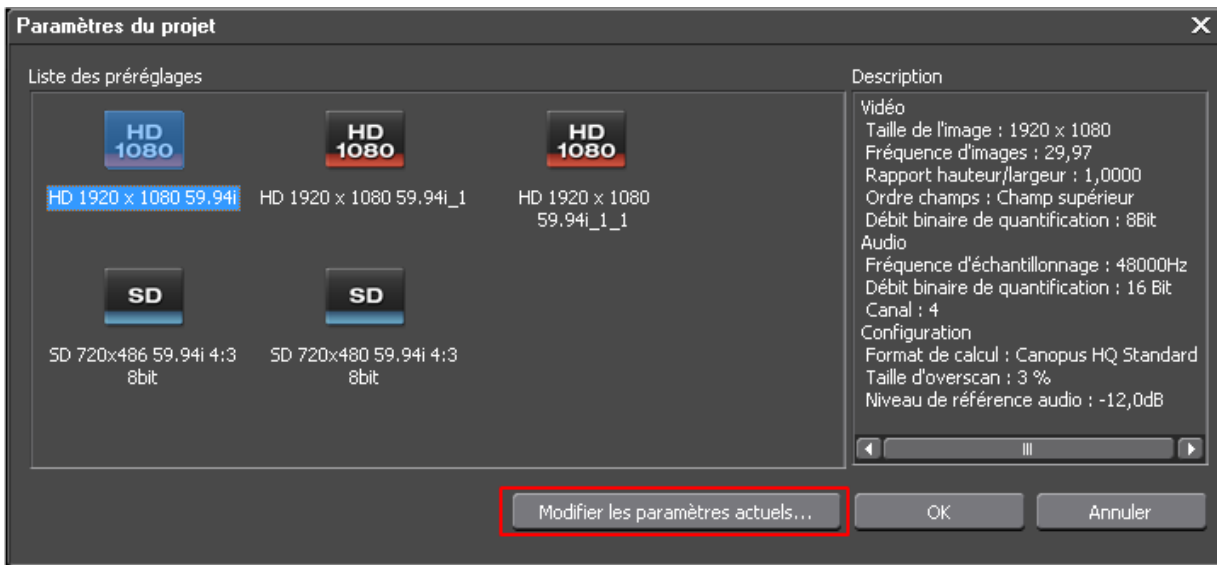 Paramètres du projet
X
Liste des préréglages
HD
1080
HD
1080
HD
1080
HD 1920 x 1080 59.94i
HD 1920 x 1080 59.94i_1
HD 1920 x 1080
59.94i_1_1
SD
SD
SD 720x486 59.94i 4:3
8bit
SD 720x480 59.94i 4:3
8bit
Description
Vidéo
Taille de l'image : 1920 x 1080
Fréquence d'images : 29,97
Rapport hauteur/largeur : 1,0000
Ordre champs : Champ supérieur
Débit binaire de quantification : 8Bit
Audio
Fréquence d'échantillonnage : 48000Hz
Débit binaire de quantification : 16 Bit
Canal : 4
Configuration
Format de calcul : Canopus HQ Standard
Taille d'overscan : 3 %
Niveau de référence audio : -12,0dB
Modifier les paramètres actuels...
OK
Annuler